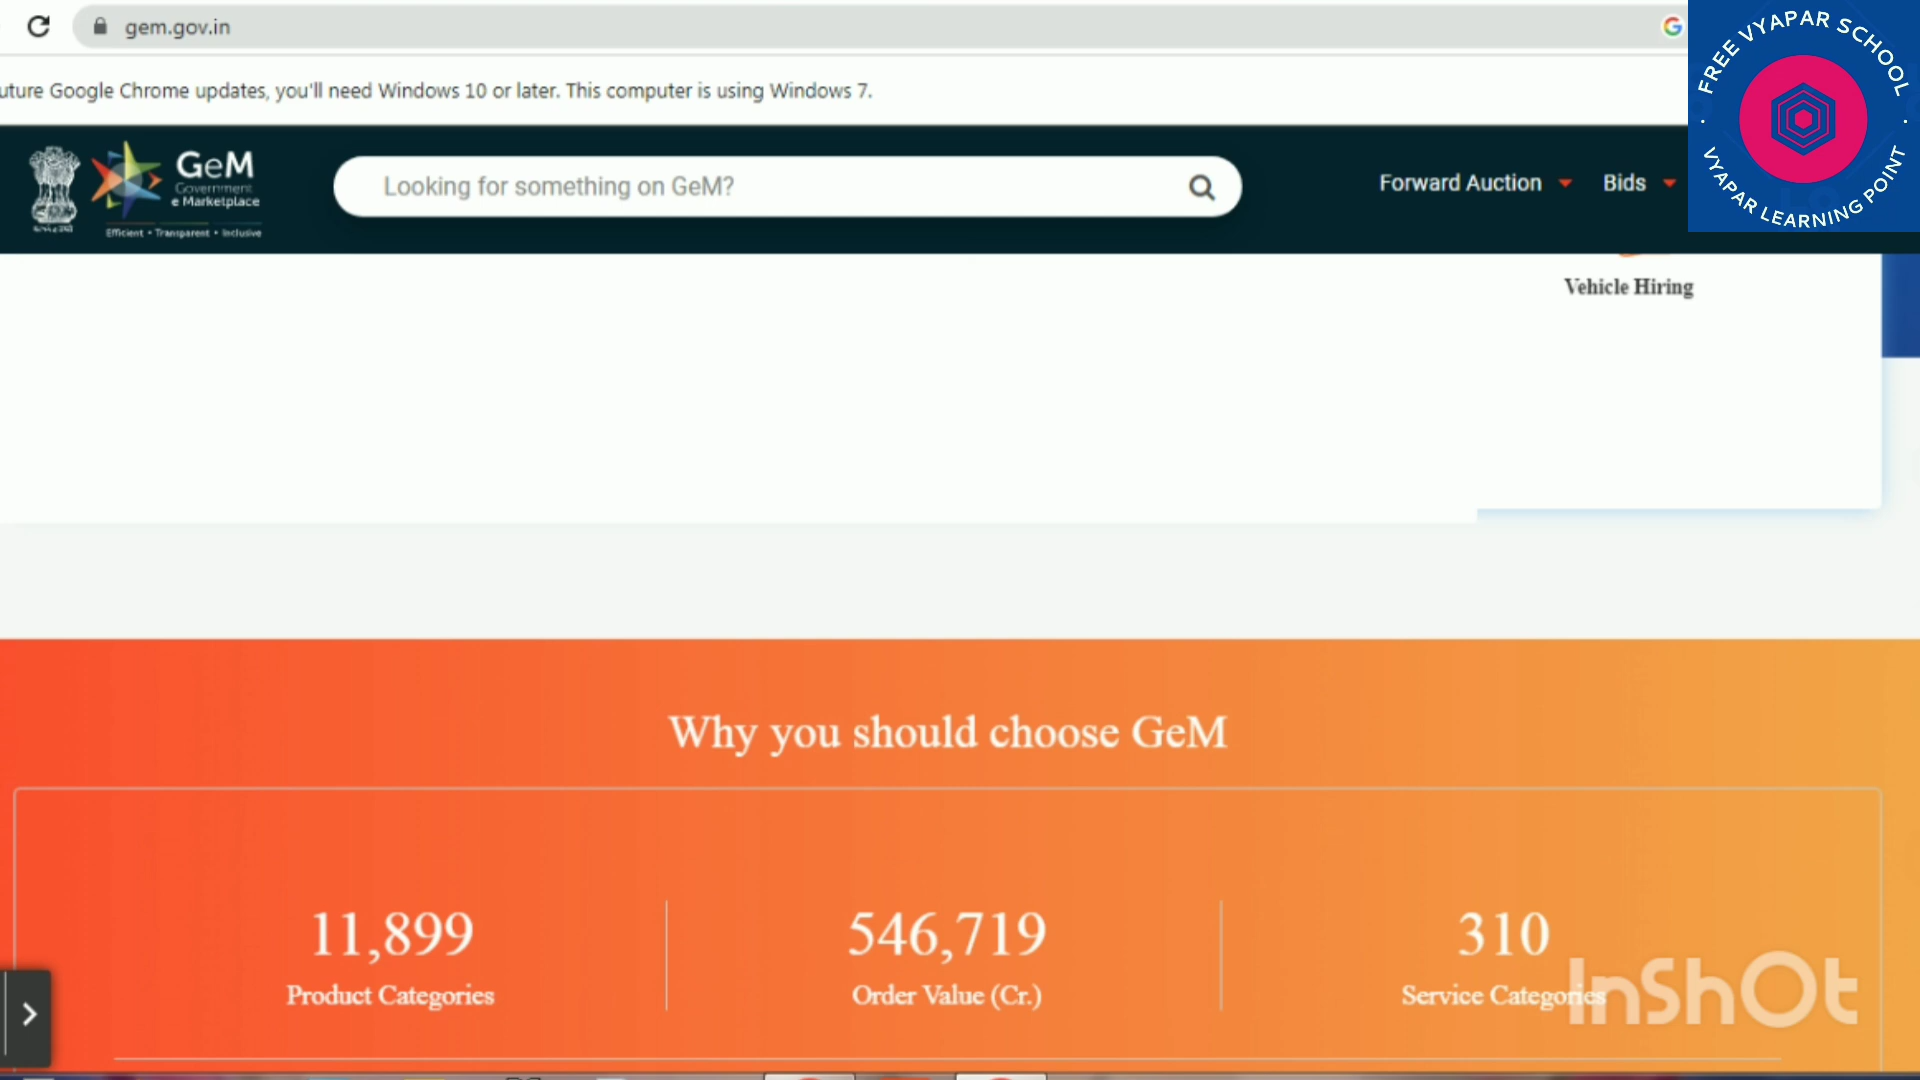 gem.gov.in
uture Google Chrome updates, you'll need Windows 10 or later. This computer is using Windows 7.
FREE VYAPAR SCHOOL
VYAPAR LEARNING POINT
GeM
Government
e Marketplace
Efficient • Transparent • Inclusive
Looking for something on GeM?
Forward Auction
Bids
Vehicle Hiring
Why you should choose GeM
11,899
Product Categories
546,719
Order Value (Cr.)
310
Service Categories
InShOt